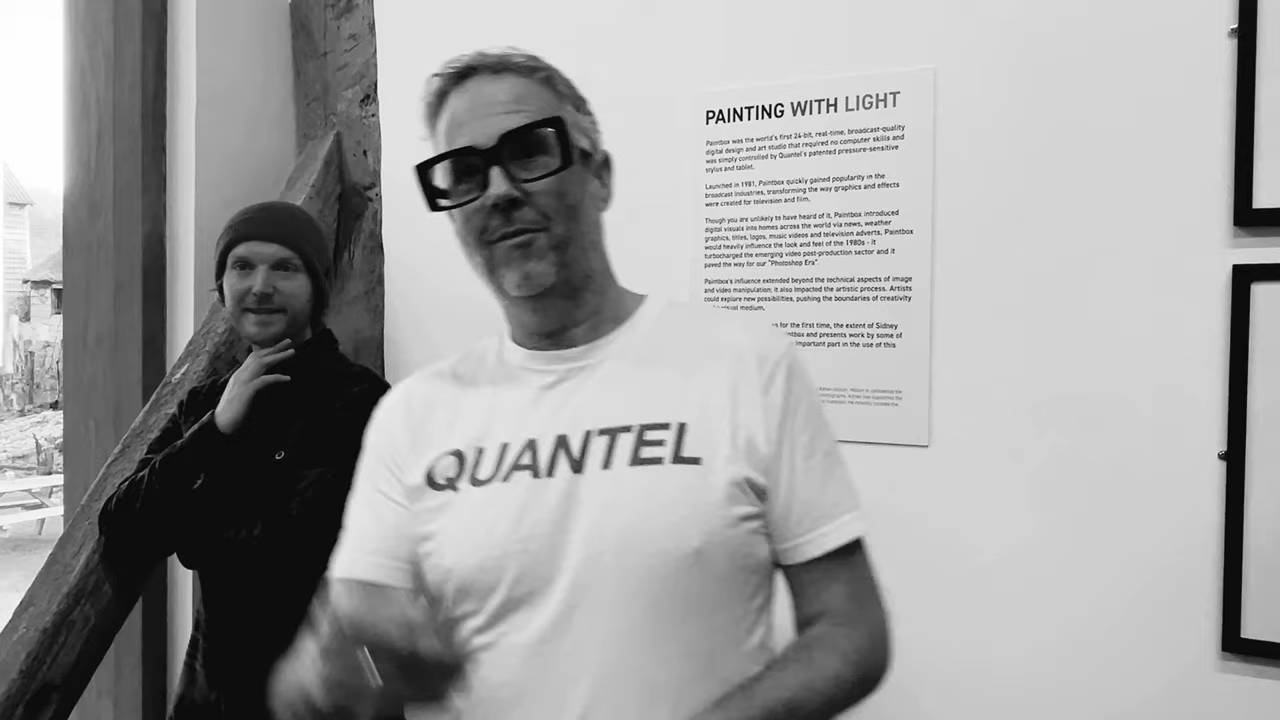 PAINTING WITH LIGHT
Paintbox was the world's first 24-bit, real-time, broadcast-quality
digital design and art studio that required no computer skills and
was simply controlled by Quantel's patented pressure-sensitive
stylus and tablet.
Launched in 1981, Paintbox quickly gained popularity in the
broadcast industries, transforming the way graphics and effects
were created for television and film.
Though you are unlikely to have heard of it, Paintbox introduced
digital visuals into homes across the world via news, weather
graphics, titles, logos, music videos and television adverts. Paintbox
would heavily influence the look and feel of the 1980s - it
turbocharged the emerging video post-production sector and it
paved the way for our "Photoshop Era".
Paintbox's influence extended beyond the technical aspects of image
and video manipulation; it also impacted the artistic process. Artists
could explore new possibilities, pushing the boundaries of creativity
medium.
for the first time, the extent of Sidney
and presents work by some of
important part in the use of this
QUANTEL